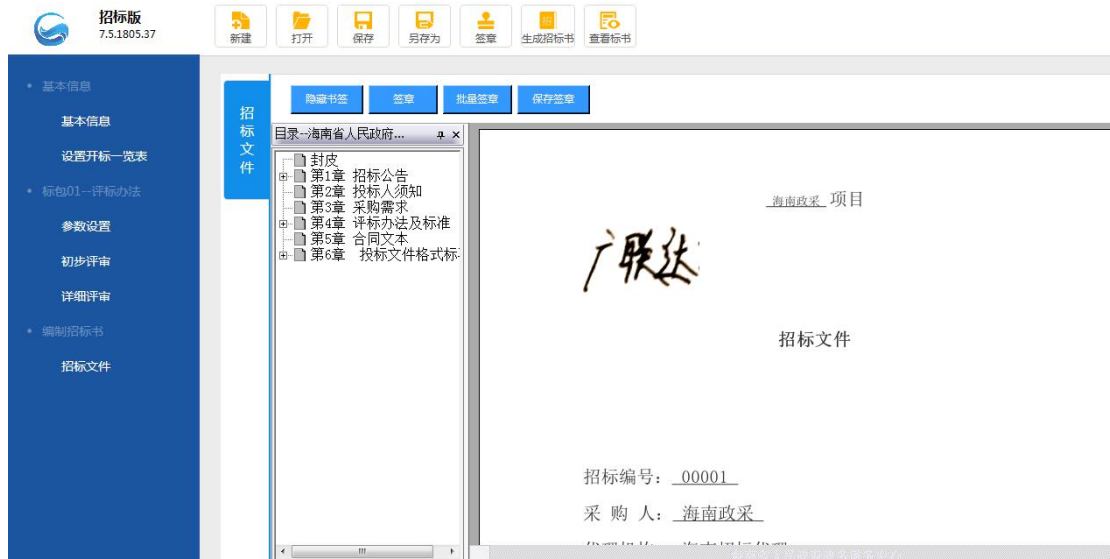 招标版
7.5.1805.37
新建 打开 保存 另存为 签章 生成招标书 查看标书
基本信息
基本信息
设置开标一览表
标包01--评标办法
参数设置
初步评审
详细评审
编制招标书
招标文件
招标文件
隐藏书签 签章 批量签章 保存签章
目录--海南省人民政府...
封皮
第1章 招标公告
第2章 投标人须知
第3章 采购需求
第4章 评标办法及标准
第5章 合同文本
第6章 投标文件格式标
海南政采 项目
广联达
招标文件
招标编号: 00001
采 购 人: 海南政采